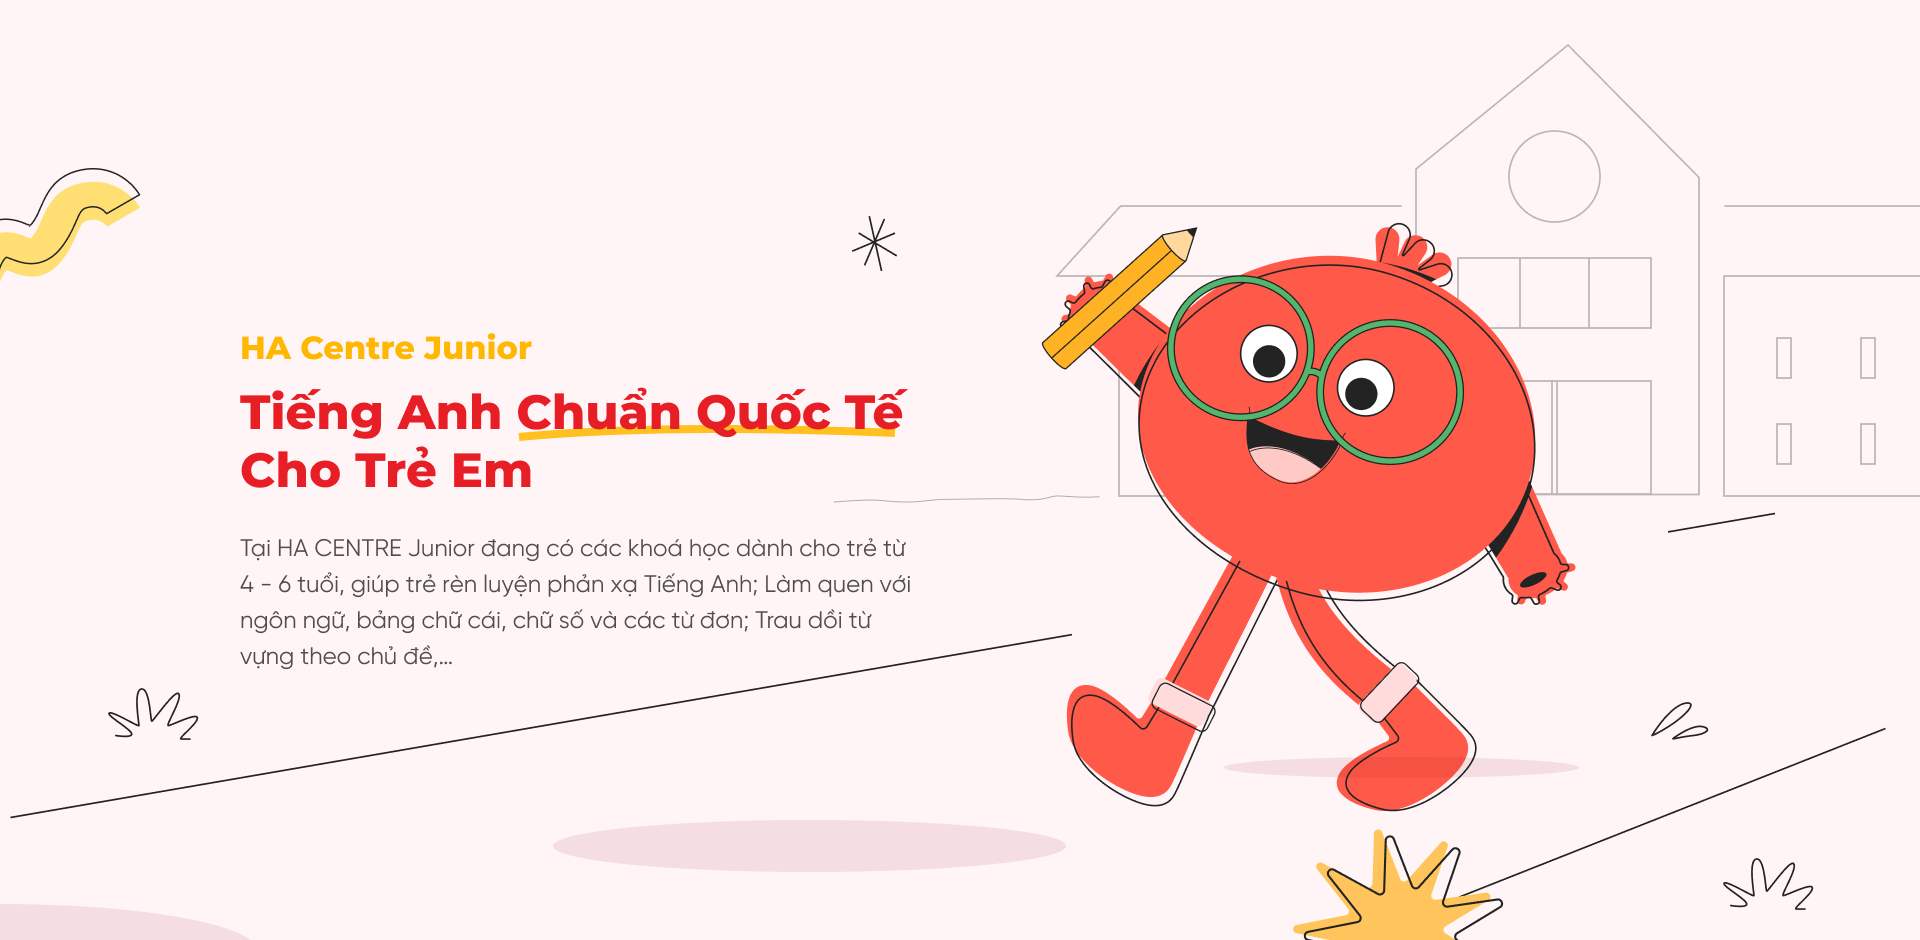 HA Centre Junior
Tiếng Anh Chuẩn Quốc Tế
Cho Trẻ Em
Tại HA CENTRE Junior đang có các khoá học dành cho trẻ từ
4 - 6 tuổi, giúp trẻ rèn luyện phản xạ Tiếng Anh; Làm quen với
ngôn ngữ, bảng chữ cái, chữ số và các từ đơn; Trau dồi từ
vựng theo chủ đề,...